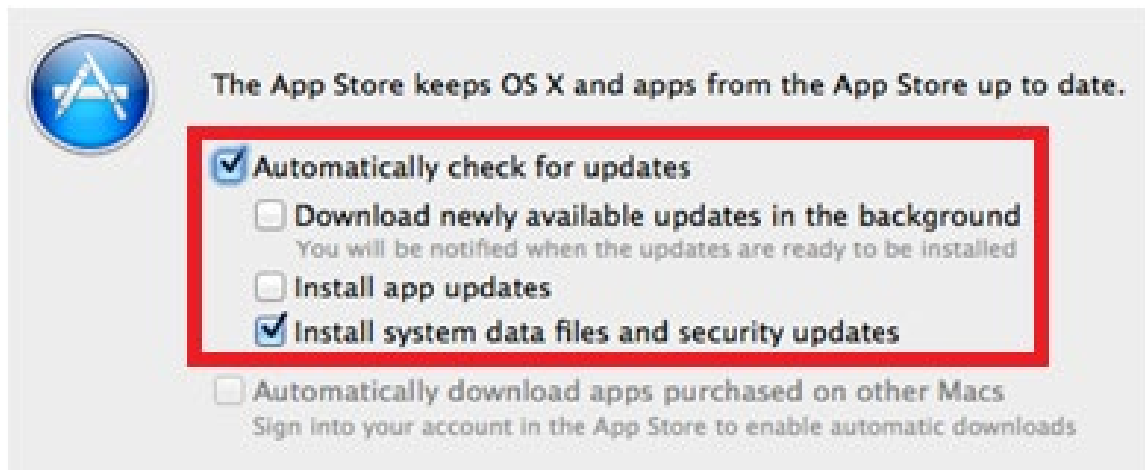 The App Store keeps OS X and apps from the App Store up to date.
Automatically check for updates
Download newly available updates in the background
You will be notified when the updates are ready to be installed
Install app updates
Install system data files and security updates
Automatically download apps purchased on other Macs
Sign into your account in the App Store to enable automatic downloads